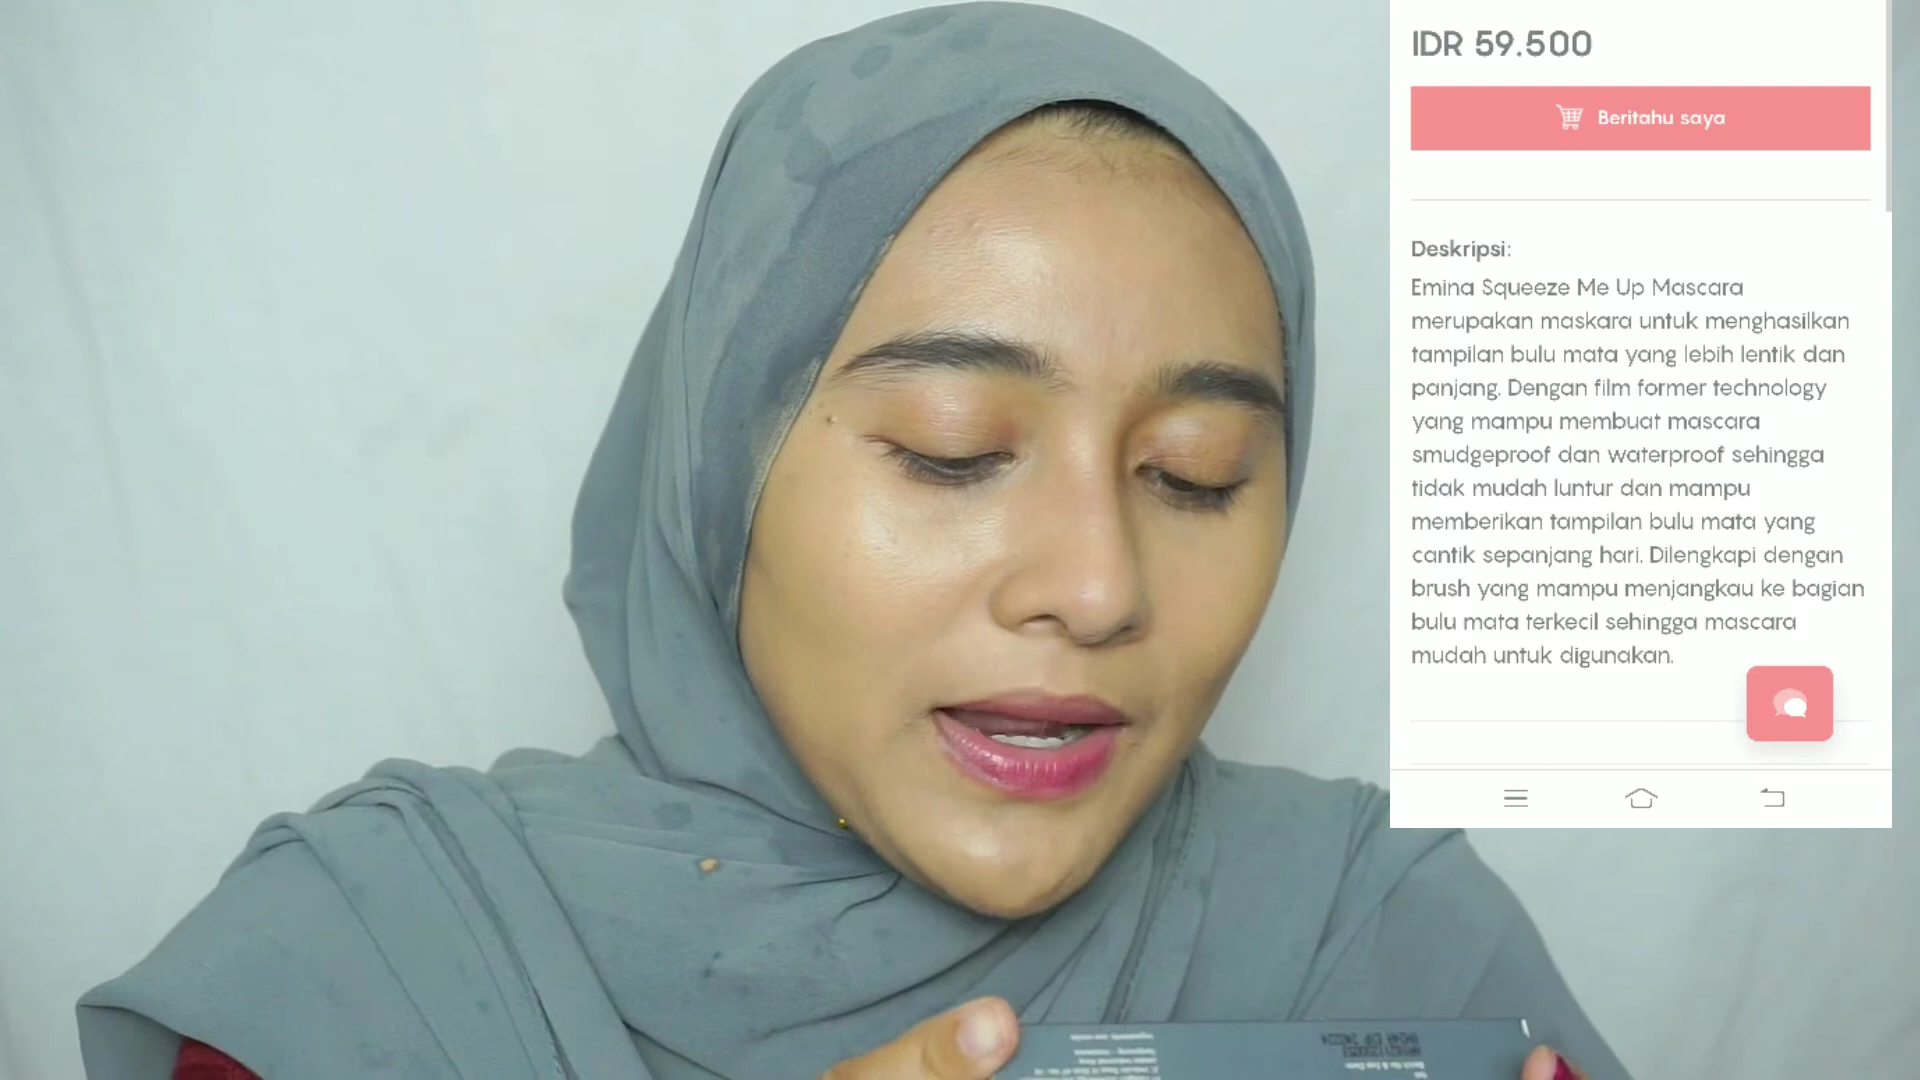 IDR 59.500
Beritahu saya
Deskripsi:
Emina Squeeze Me Up Mascara
merupakan maskara untuk menghasilkan
tampilan bulu mata yang lebih lentik dan
panjang. Dengan film former technology
yang mampu membuat mascara
smudgeproof dan waterproof sehingga
tidak mudah luntur dan mampu
memberikan tampilan bulu mata yang
cantik sepanjang hari. Dilengkapi dengan
brush yang mampu menjangkau ke bagian
bulu mata terkecil sehingga mascara
mudah untuk digunakan.